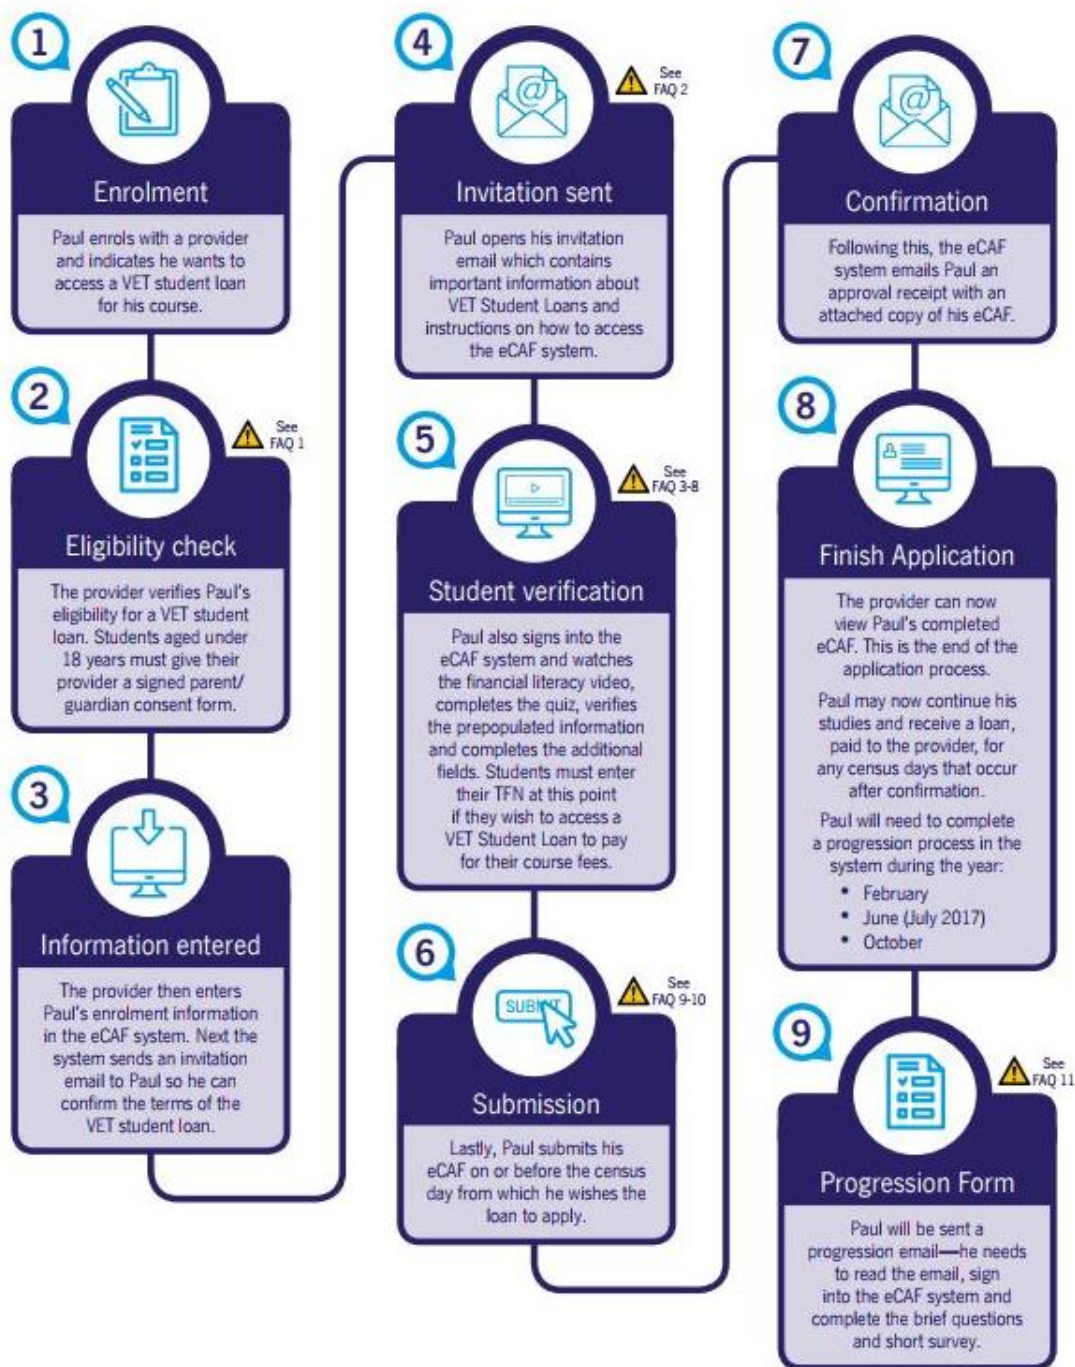 1
Enrolment
Paul enrols with a provider
and indicates he wants to
access a VET student loan
for his course.
2
See
FAQ 1
Eligibility check
The provider verifies Paul's
eligibility for a VET student
loan. Students aged under
18 years must give their
provider a signed parent/
guardian consent form.
3
Information entered
The provider then enters
Paul's enrolment information
in the eCAF system. Next the
system sends an invitation
email to Paul so he can
confirm the terms of the
VET student loan.
4
@
See
FAQ 2
Invitation sent
Paul opens his invitation
email which contains
important information about
VET Student Loans and
instructions on how to access
the eCAF system.
5
See
FAQ 3-8
Student verification
Paul also signs into the
eCAF system and watches
the financial literacy video,
completes the quiz, verifies
the prepopulated information
and completes the additional
fields. Students must enter
their TFN at this point
if they wish to access a
VET Student Loan to pay
for their course fees.
6
SUBMIT
See
FAQ 9-10
Submission
Lastly, Paul submits his
eCAF on or before the census
day from which he wishes the
loan to apply.
7
@
Confirmation
Following this, the eCAF
system emails Paul an
approval receipt with an
attached copy of his eCAF.
8
Finish Application
The provider can now
view Paul's completed
eCAF. This is the end of the
application process.
Paul may now continue his
studies and receive a loan,
paid to the provider, for
any census days that occur
after confirmation.
Paul will need to complete
a progression process in the
system during the year:
• February
• June (July 2017)
• October
9
See
FAQ 11
Progression Form
Paul will be sent a
progression email—he needs
to read the email, sign
into the eCAF system and
complete the brief questions
and short survey.